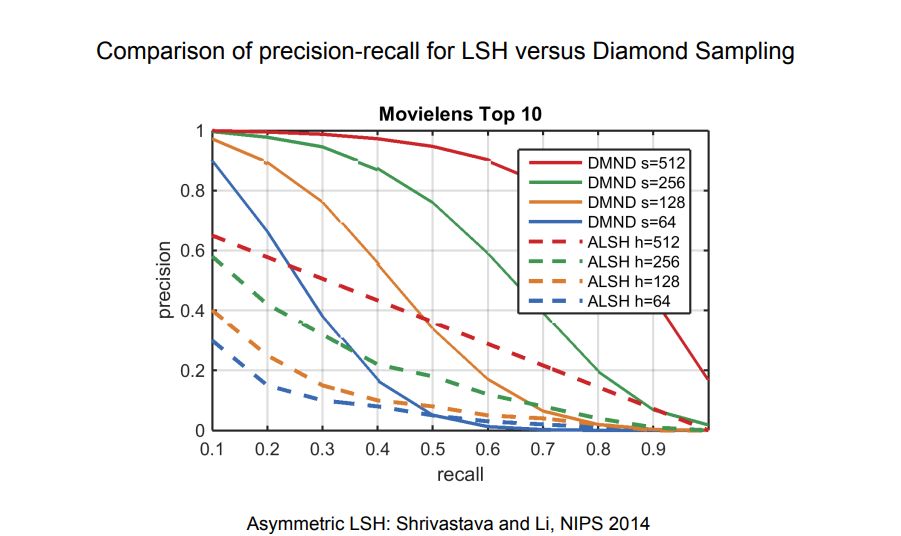 Comparison of precision-recall for LSH versus Diamond Sampling
Movielens Top 10
1
0.8
0.6
0.4
0.2
0
precision
DMND s=512
DMND s=256
DMND s=128
DMND s=64
ALSH h=512
ALSH h=256
ALSH h=128
ALSH h=64
0.1 0.2 0.3 0.4 0.5 0.6 0.7 0.8 0.9
recall
Asymmetric LSH: Shrivastava and Li, NIPS 2014